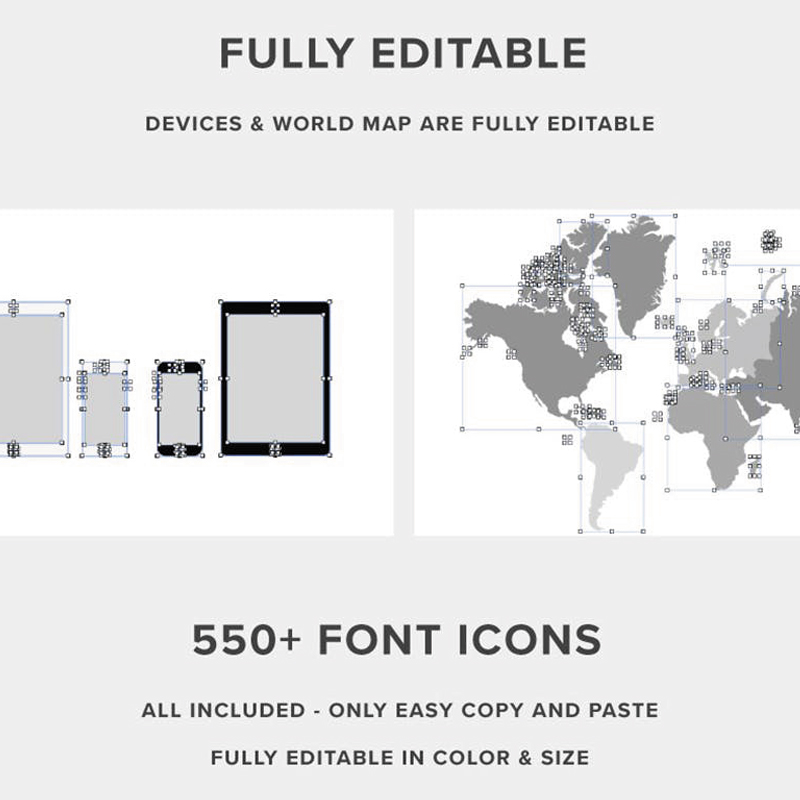 FULLY EDITABLE
DEVICES & WORLD MAP ARE FULLY EDITABLE
550+ FONT ICONS
ALL INCLUDED - ONLY EASY COPY AND PASTE
FULLY EDITABLE IN COLOR & SIZE